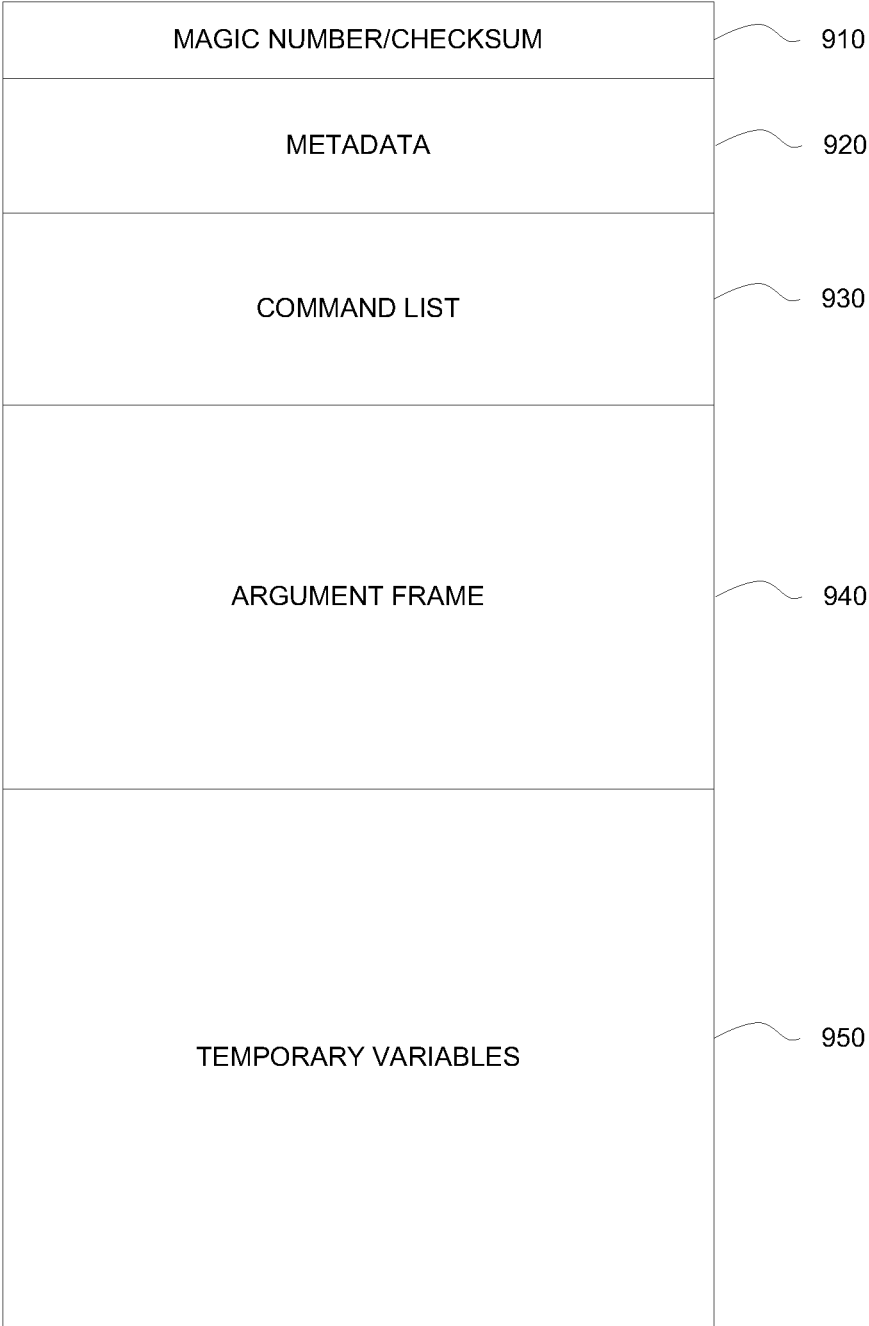 MAGIC NUMBER/CHECKSUM 910
METADATA 920
COMMAND LIST 930
ARGUMENT FRAME 940
TEMPORARY VARIABLES 950